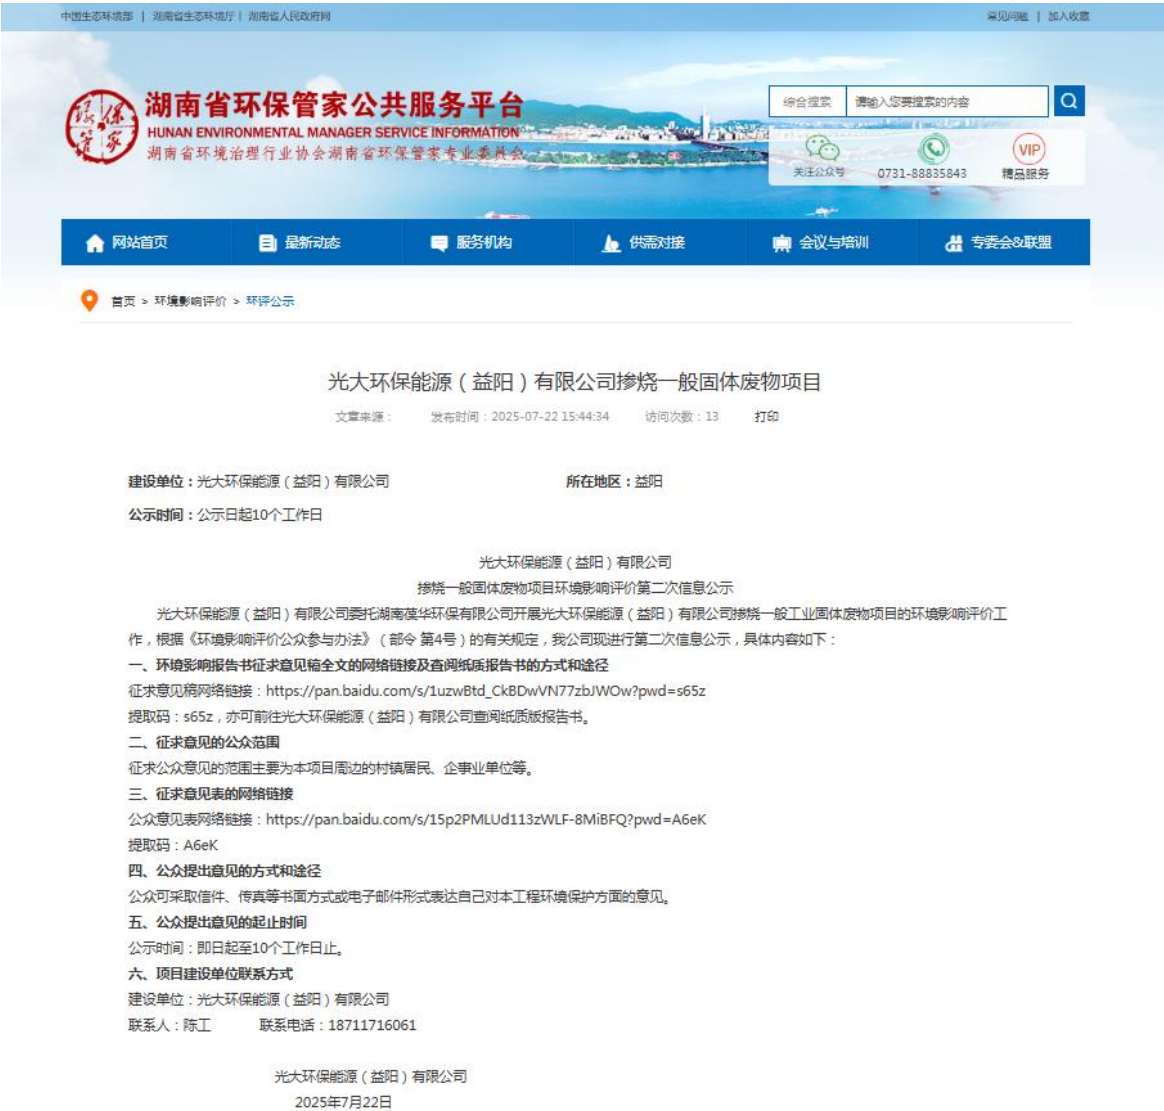 中国生态环境部 | 湖南省生态环境厅 | 湖南省人民政府网
常见问题 | 加入收藏
环保管家
湖南省环保管家公共服务平台
HUNAN ENVIRONMENTAL MANAGER SERVICE INFORMATION
湖南省环境治理行业协会湖南省环保管家专业委员会
综合搜索 请输入您要搜索的内容
VIP
关注公众号 0731-88835843 精品服务
网站首页 最新动态 服务机构 供需对接 会议与培训 专委会&联盟
首页 > 环境影响评价 > 环评公示
光大环保能源（益阳）有限公司掺烧一般固体废物项目
文章来源： 发布时间：2025-07-22 15:44:34 访问次数：13 打印
建设单位：光大环保能源（益阳）有限公司 所在地区：益阳
公示时间：公示日起10个工作日
光大环保能源（益阳）有限公司
掺烧一般固体废物项目环境影响评价第二次信息公示
光大环保能源（益阳）有限公司委托湖南葆华环保有限公司开展光大环保能源（益阳）有限公司掺烧一般工业固体废物项目的环境影响评价工
作，根据《环境影响评价公众参与办法》（部令 第4号）的有关规定，我公司现进行第二次信息公示，具体内容如下：
一、环境影响报告书征求意见稿全文的网络链接及查阅纸质报告书的方式和途径
征求意见稿网络链接：https://pan.baidu.com/s/1uzwBtd_CkBDwVN77zbJWOw?pwd=s65z
提取码：s65z，亦可前往光大环保能源（益阳）有限公司查阅纸质版报告书。
二、征求意见的公众范围
征求公众意见的范围主要为本项目周边的村镇居民、企事业单位等。
三、征求意见表的网络链接
公众意见表网络链接：https://pan.baidu.com/s/15p2PMLUd113zWLF-8MiBFQ?pwd=A6eK
提取码：A6eK
四、公众提出意见的方式和途径
公众可采取信件、传真等书面方式或电子邮件形式表达自己对本工程环境保护方面的意见。
五、公众提出意见的起止时间
公示时间：即日起至10个工作日止。
六、项目建设单位联系方式
建设单位：光大环保能源（益阳）有限公司
联系人：陈工 联系电话：18711716061
光大环保能源（益阳）有限公司
2025年7月22日